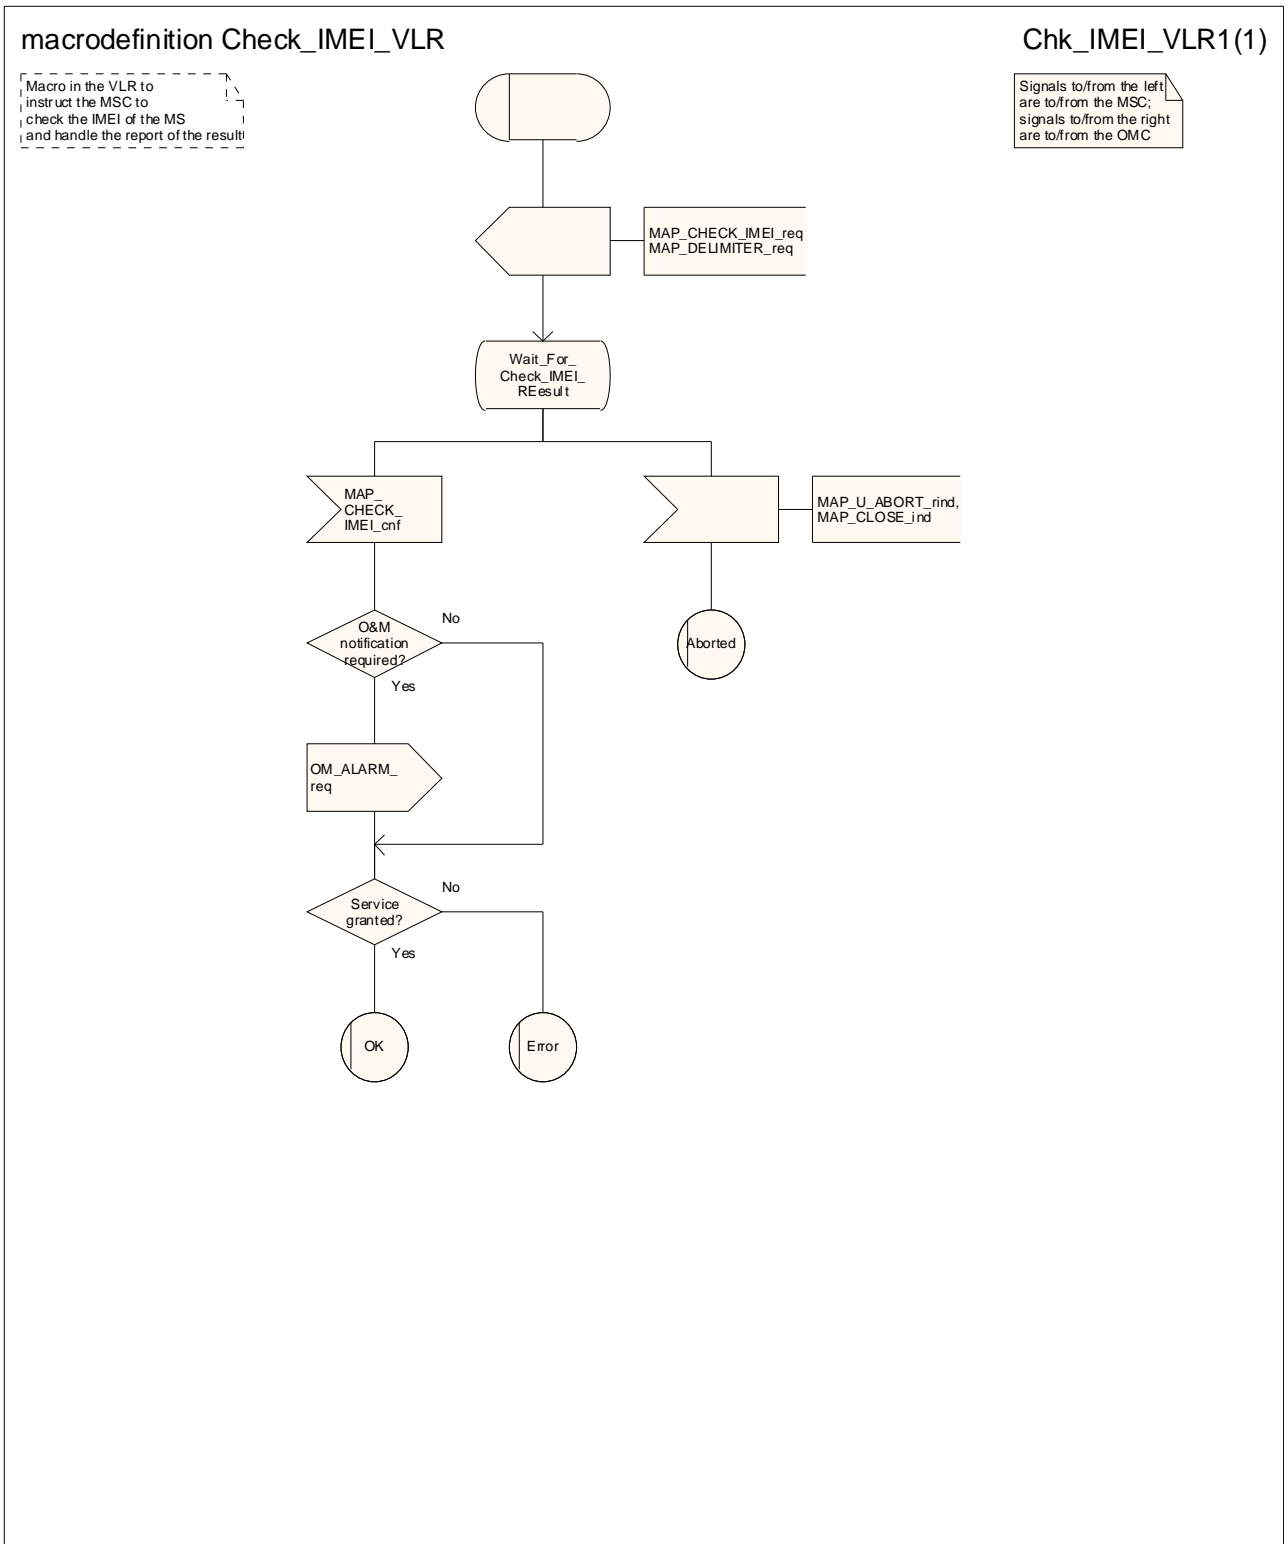 macrodefinition Check_IMEI_VLR
Chk_IMEI_VLR1(1)
Macro in the VLR to
instruct the MSC to
check the IMEI of the MS
and handle the report of the result
Signals to/from the left
are to/from the MSC;
signals to/from the right
are to/from the OMC
MAP_CHECK_IMEI_req
MAP_DELIMITER_req
Wait_For_
Check_IMEI_
REesult
MAP_
CHECK_
IMEI_cnf
MAP_U_ABORT_rind,
MAP_CLOSE_ind
O&M
notification
required?
No
Yes
Aborted
OM_ALARM_
req
Service
granted?
No
Yes
OK
Error